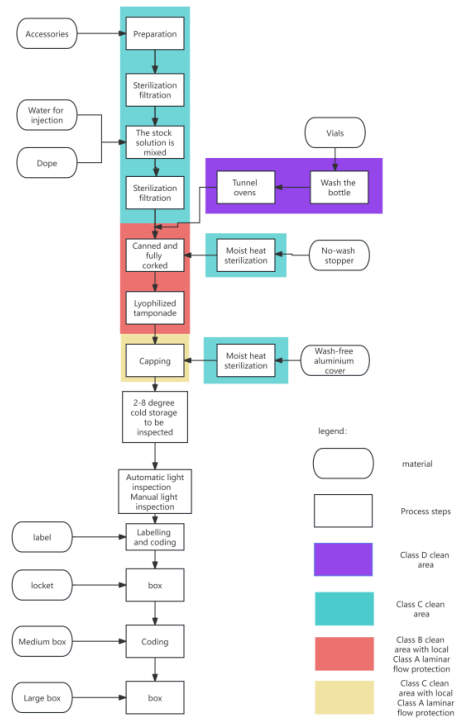 Accessories
Preparation
Sterilization
filtration
Water for
injection
The stock
solution is
mixed
Vials
Dope
Sterilization
filtration
Tunnel
ovens
Wash the
bottle
Canned and
fully
corked
Moist heat
sterilization
No-wash
stopper
Lyophilized
tamponade
Capping
Moist heat
sterilization
Wash-free
aluminium
cover
2-8 degree
cold storage
to be
inspected
Automatic light
inspection
Manual light
inspection
label
Labelling
and coding
locket
box
Medium box
Coding
Large box
box
legend:
material
Process steps
Class D clean
area
Class C clean
area
Class B clean
area with local
Class A laminar
flow protection
Class C clean
area with local
Class A laminar
flow protection